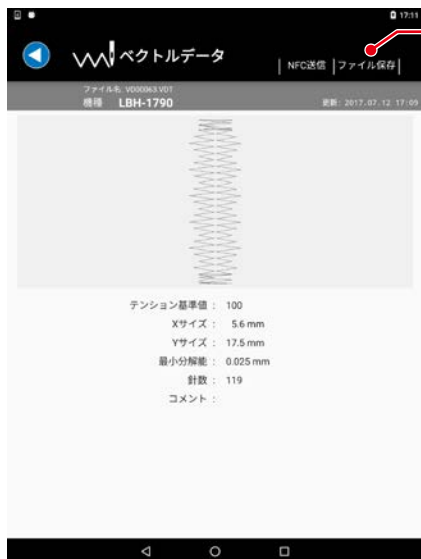 17:11
ベクトルデータ
NFC送信
ファイル保存
ファイル名: V000063.VDT
機種 LBH-1790
更新: 2017.07.12 17:09
テンション基準値 : 100
Xサイズ : 5.6 mm
Yサイズ : 17.5 mm
最小分解能 : 0.025 mm
針数 : 119
コメント :